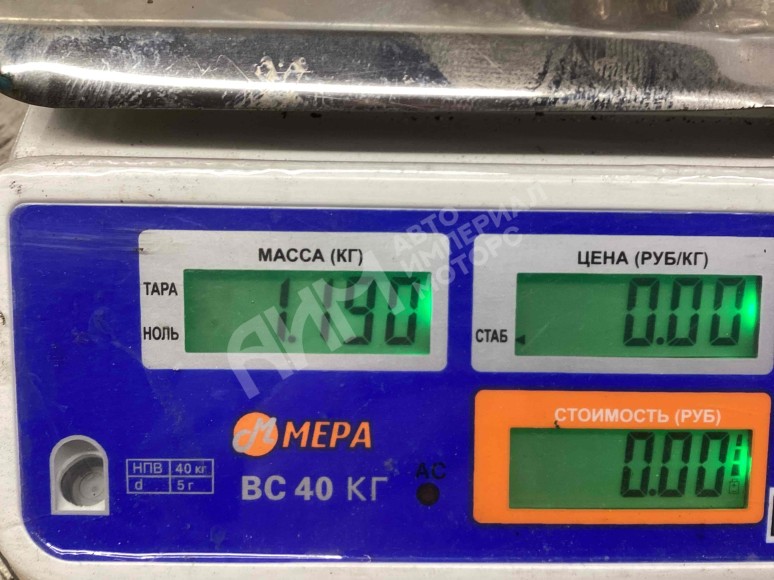 МАССА (КГ)
ТАРА
НОЛЬ
1.190
ЦЕНА (РУБ/КГ)
СТАБ
0.00
СТОИМОСТЬ (РУБ)
0.00
МЕРА
НПВ 40 кг
d 5 г
ВС 40 КГ
АС
АИМ
АВТО
ИМПЕРИАЛ
МОТОРС